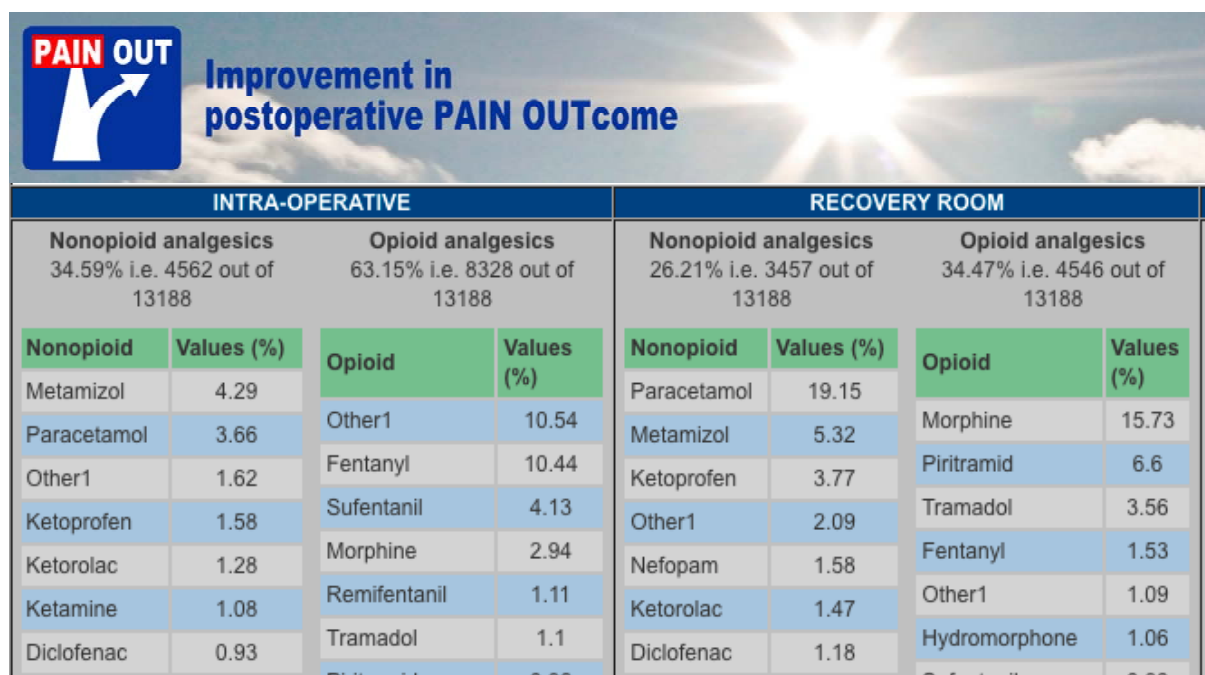 PAIN OUT
Improvement in
postoperative PAIN OUTcome
INTRA-OPERATIVE
Nonopioid analgesics
34.59% i.e. 4562 out of
13188
Nonopioid Values (%)
Metamizol 4.29
Paracetamol 3.66
Other1 1.62
Ketoprofen 1.58
Ketorolac 1.28
Ketamine 1.08
Diclofenac 0.93
Opioid analgesics
63.15% i.e. 8328 out of
13188
Opioid Values
(%)
Other1 10.54
Fentanyl 10.44
Sufentanil 4.13
Morphine 2.94
Remifentanil 1.11
Tramadol 1.1
RECOVERY ROOM
Nonopioid analgesics
26.21% i.e. 3457 out of
13188
Nonopioid Values (%)
Paracetamol 19.15
Metamizol 5.32
Ketoprofen 3.77
Other1 2.09
Nefopam 1.58
Ketorolac 1.47
Diclofenac 1.18
Opioid analgesics
34.47% i.e. 4546 out of
13188
Opioid Values
(%)
Morphine 15.73
Piritramid 6.6
Tramadol 3.56
Fentanyl 1.53
Other1 1.09
Hydromorphone 1.06